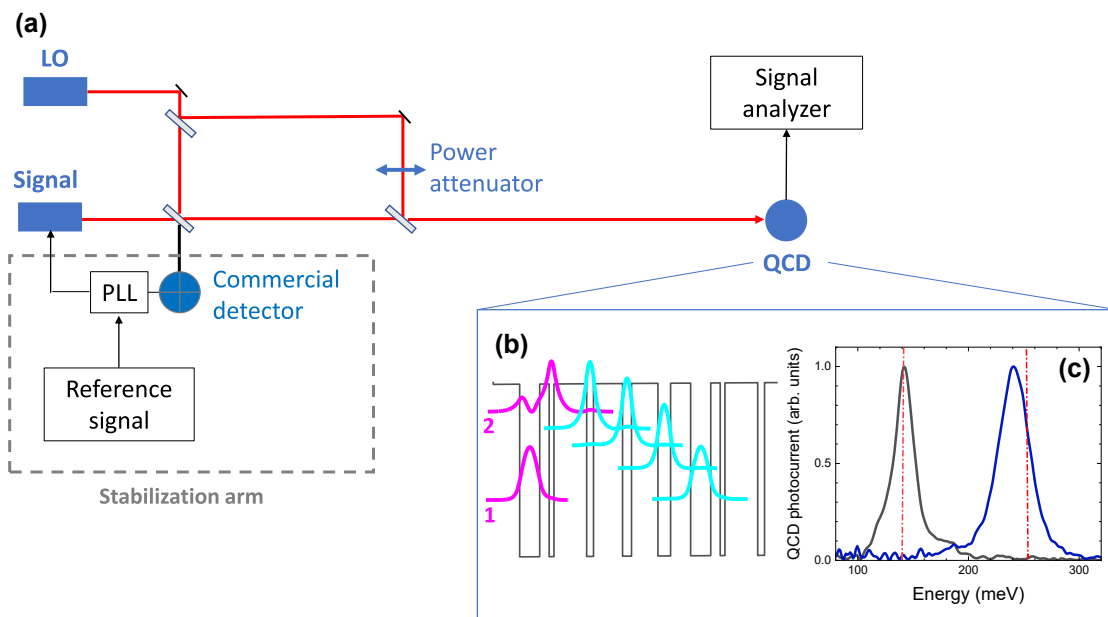 (a)
LO
Signal
analyzer
Power
attenuator
Signal
QCD
Commercial
detector
PLL
Reference
signal
Stabilization arm
(b)
2
1
(c)
QCD photocurrent (arb. units)
1.0
0.5
0.0
100
200
300
Energy (meV)